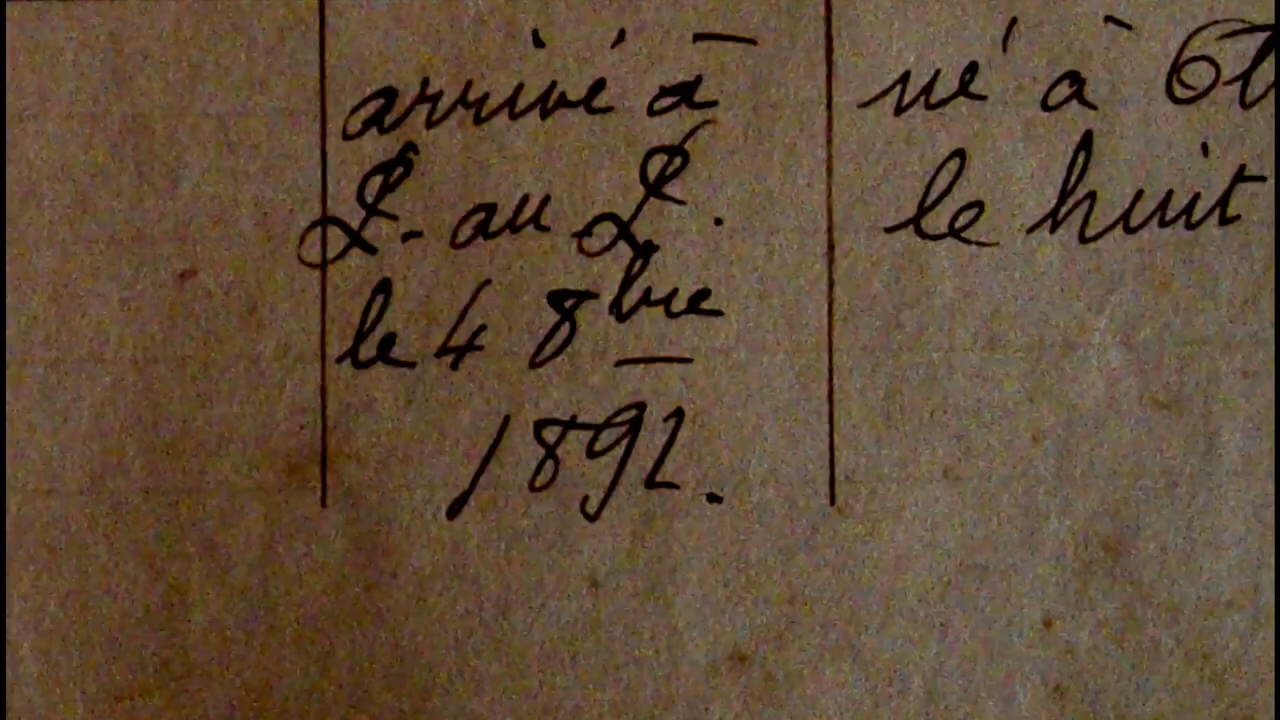 arrivé à
L. au L.
le 4 8bre
1892.
né à
le huit